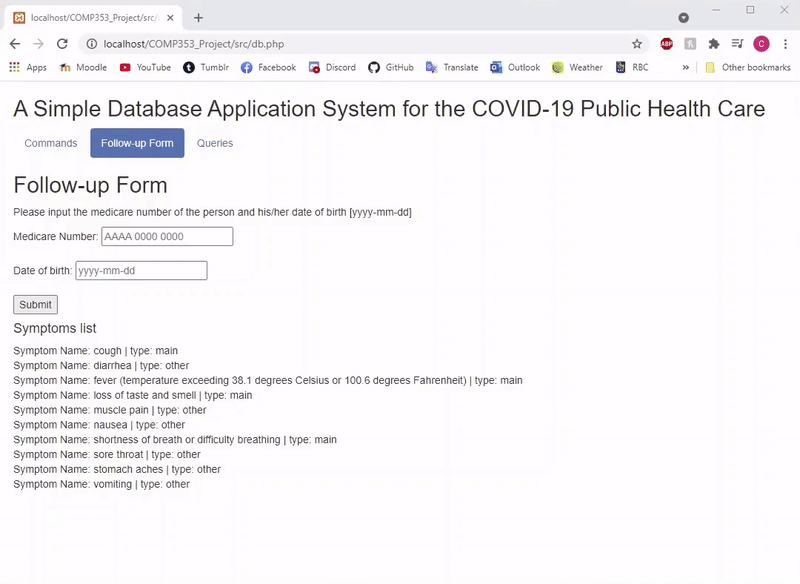 localhost/COMP353_Project/src/
localhost/COMP353_Project/src/db.php
ABP
C
Apps Moodle YouTube Tumblr Facebook Discord GitHub Translate Outlook Weather RBC » Other bookmarks
A Simple Database Application System for the COVID-19 Public Health Care
Commands Follow-up Form Queries
Follow-up Form
Please input the medicare number of the person and his/her date of birth [yyyy-mm-dd]
Medicare Number: AAAA 0000 0000
Date of birth: yyyy-mm-dd
Submit
Symptoms list
Symptom Name: cough | type: main
Symptom Name: diarrhea | type: other
Symptom Name: fever (temperature exceeding 38.1 degrees Celsius or 100.6 degrees Fahrenheit) | type: main
Symptom Name: loss of taste and smell | type: main
Symptom Name: muscle pain | type: other
Symptom Name: nausea | type: other
Symptom Name: shortness of breath or difficulty breathing | type: main
Symptom Name: sore throat | type: other
Symptom Name: stomach aches | type: other
Symptom Name: vomiting | type: other